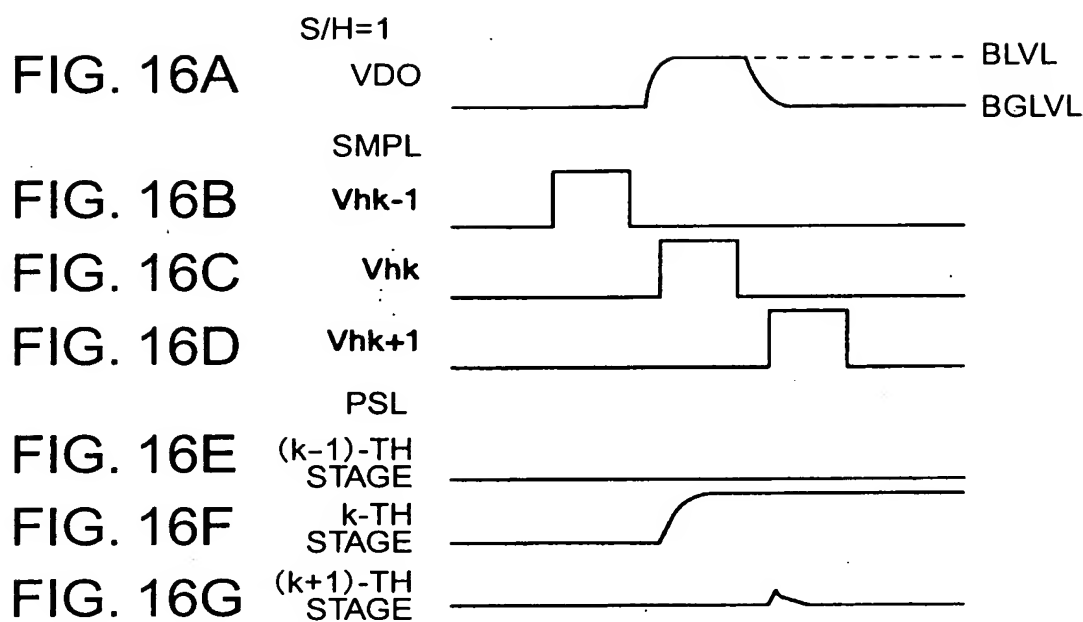 S/H=1
FIG. 16A VDO BLVL
BGLVL
SMPL
FIG. 16B Vhk-1
FIG. 16C Vhk
FIG. 16D Vhk+1
PSL
FIG. 16E (k-1)-TH
STAGE
FIG. 16F k-TH
STAGE
FIG. 16G (k+1)-TH
STAGE